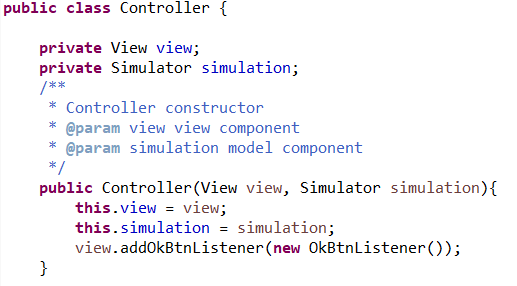 public class Controller {
private View view;
private Simulator simulation;
/**
* Controller constructor
* @param view view component
* @param simulation model component
*/
public Controller(View view, Simulator simulation){
this.view = view;
this.simulation = simulation;
view.addOkBtnListener(new OkBtnListener());
}